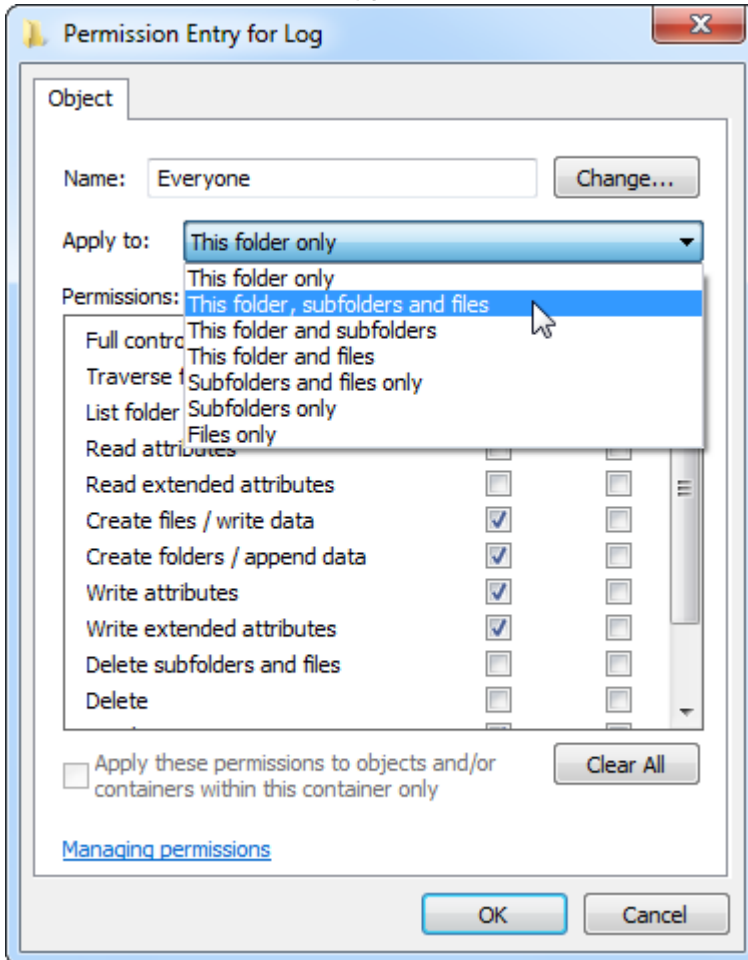 Permission Entry for Log
Object
Name: Everyone Change...
Apply to: This folder only
This folder only
Permissions: This folder, subfolders and files
This folder and subfolders
Full contro
This folder and files
Traverse
Subfolders and files only
List folder
Subfolders only
Files only
Read attributes
Read extended attributes
Create files / write data
Create folders / append data
Write attributes
Write extended attributes
Delete subfolders and files
Delete
Apply these permissions to objects and/or
containers within this container only
Clear All
Managing permissions
OK Cancel